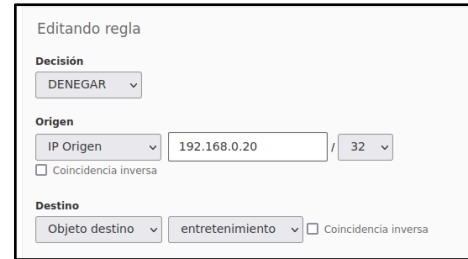 Editando regla
Decisión
DENEGAR
Origen
IP Origen 192.168.0.20 / 32
Coincidencia inversa
Destino
Objeto destino entretenimiento Coincidencia inversa